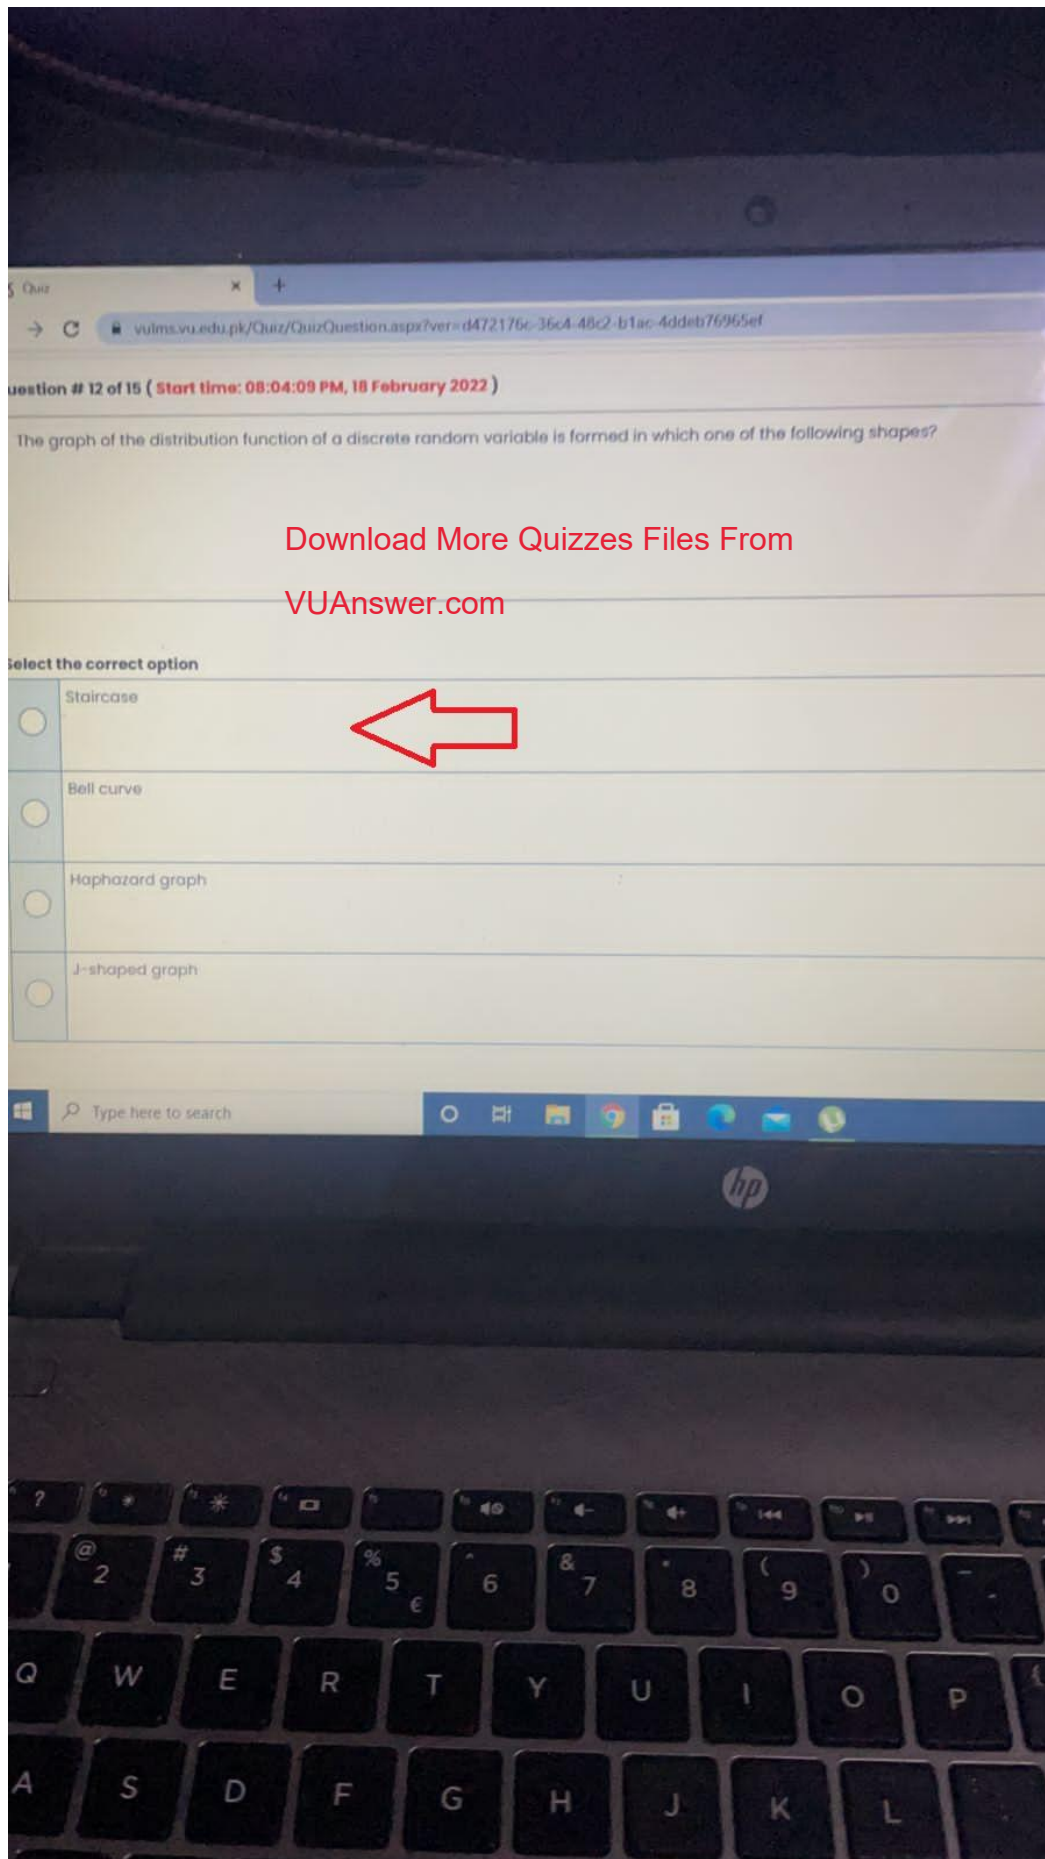 Quiz
vulms.vu.edu.pk/Quiz/QuizQuestion.aspx?ver=d472176c-36c4-48c2-b1ac-4ddeb76965ef
uestion # 12 of 15 ( Start time: 08:04:09 PM, 18 February 2022 )
The graph of the distribution function of a discrete random variable is formed in which one of the following shapes?
Download More Quizzes Files From
VUAnswer.com
Select the correct option
Staircase
Bell curve
Haphazard graph
J-shaped graph
Type here to search
hp
?
@ # $ % ^ & * ( )
2 3 4 5 € 6 7 8 9 0 -
Q W E R T Y U I O P {
A S D F G H J K L